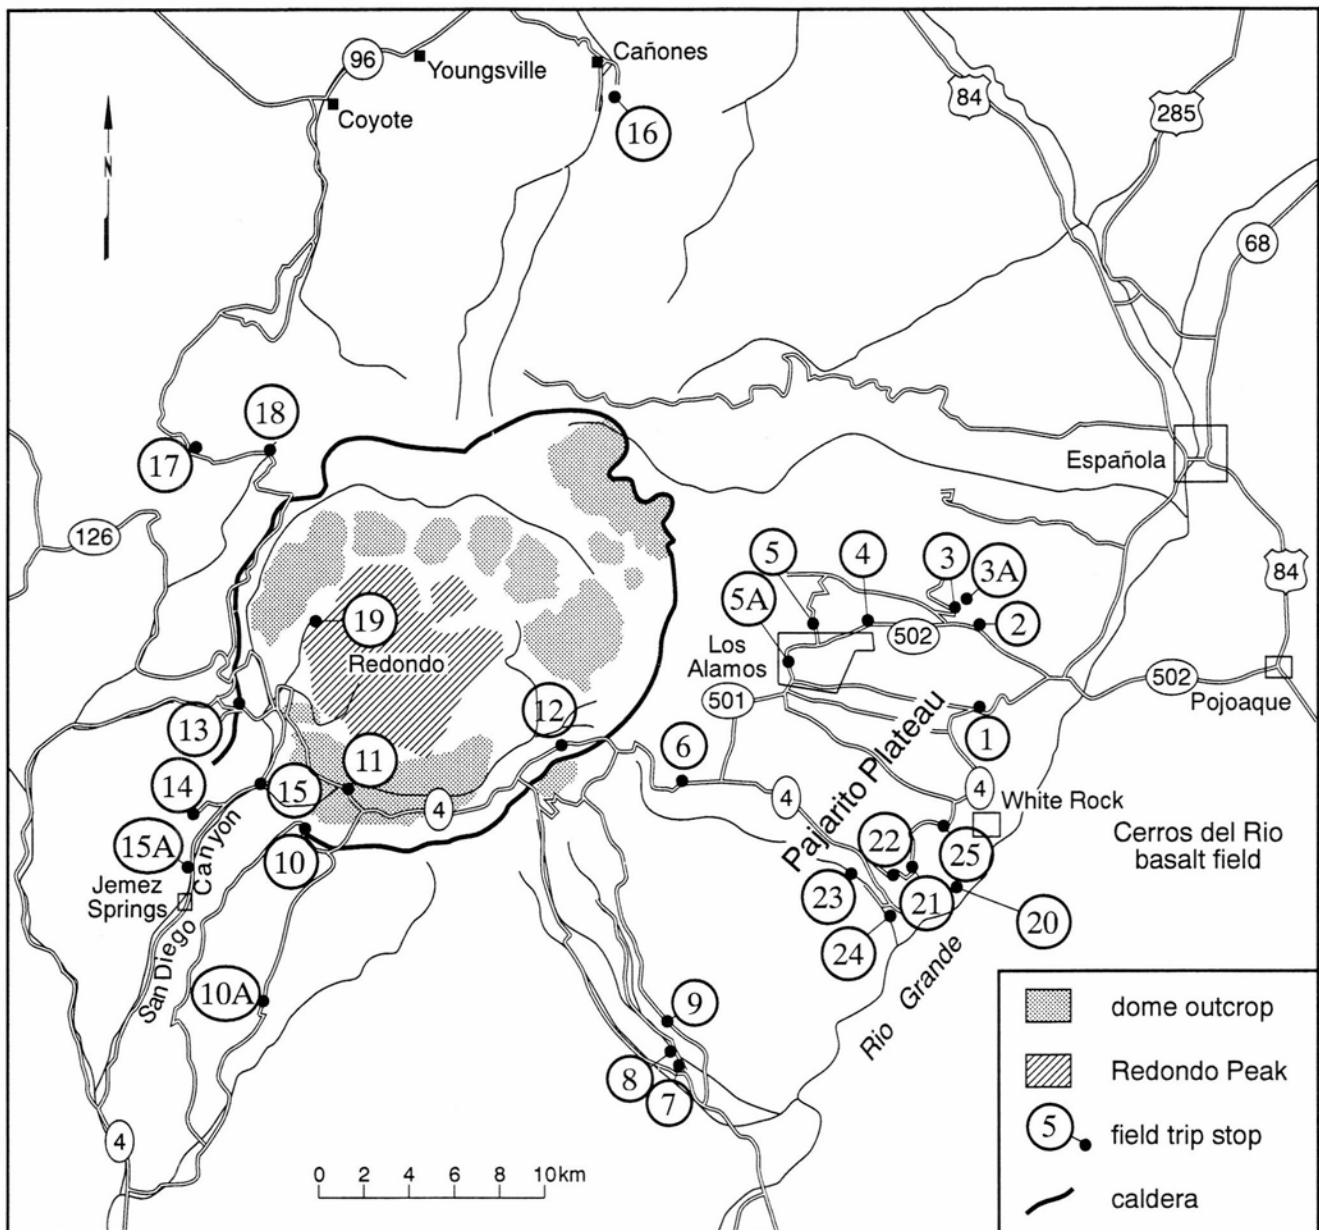 96
Youngsville
Coyote
Cañones
16
84
285
68
N
18
17
126
Española
5
4
3
3A
5A
502
2
84
Los
Alamos
19
Redondo
501
502
Pojoaque
12
13
6
1
11
14
15
4
4
4
White Rock
Pajarito Plateau
Cerros del Rio
basalt field
10
15A
22
25
23
21
20
Jemez
Springs
San Diego Canyon
24
10A
Rio Grande
9
8
7
4
0 2 4 6 8 10 km
dome outcrop
Redondo Peak
5
field trip stop
caldera